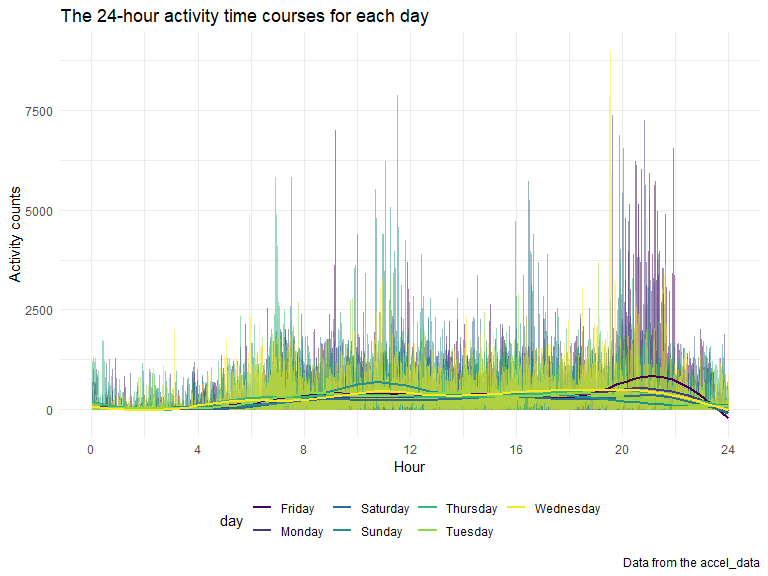 The 24-hour activity time courses for each day
Activity counts
7500
5000
2500
0
0 4 8 12 16 20 24
Hour
day
Friday Saturday Thursday Wednesday
Monday Sunday Tuesday
Data from the accel_data